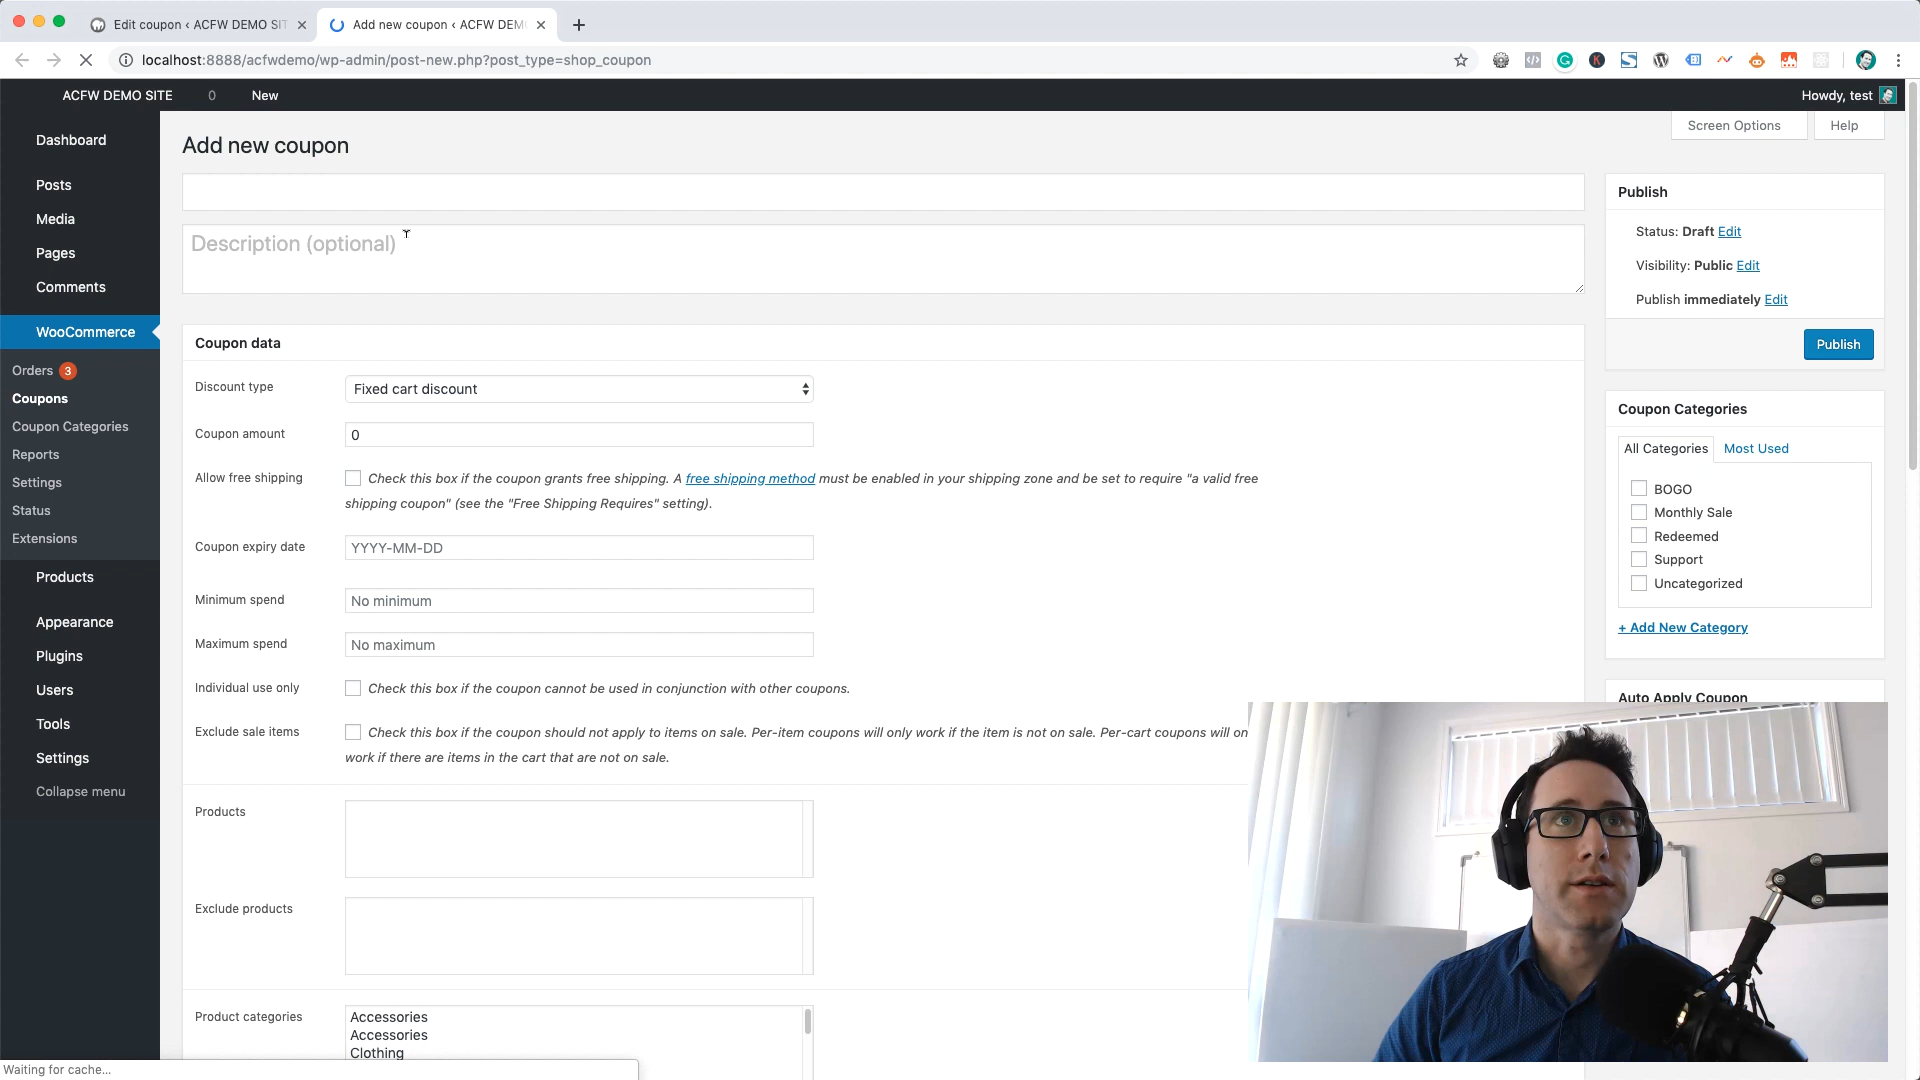 Edit coupon ‹ ACFW DEMO SIT
Add new coupon ‹ ACFW DEM
localhost:8888/acfwdemo/wp-admin/post-new.php?post_type=shop_coupon
ACFW DEMO SITE 0 New
Howdy, test
Screen Options
Help
Dashboard
Posts
Media
Pages
Comments
WooCommerce
Orders 3
Coupons
Coupon Categories
Reports
Settings
Status
Extensions
Products
Appearance
Plugins
Users
Tools
Settings
Collapse menu
Add new coupon
Description (optional)
Coupon data
Discount type
Fixed cart discount
Coupon amount
0
Allow free shipping
Check this box if the coupon grants free shipping. A free shipping method must be enabled in your shipping zone and be set to require "a valid free
shipping coupon" (see the "Free Shipping Requires" setting).
Coupon expiry date
YYYY-MM-DD
Minimum spend
No minimum
Maximum spend
No maximum
Individual use only
Check this box if the coupon cannot be used in conjunction with other coupons.
Exclude sale items
Check this box if the coupon should not apply to items on sale. Per-item coupons will only work if the item is not on sale. Per-cart coupons will on
work if there are items in the cart that are not on sale.
Products
Exclude products
Product categories
Accessories
Accessories
Clothing
Publish
Status: Draft Edit
Visibility: Public Edit
Publish immediately Edit
Publish
Coupon Categories
All Categories
Most Used
BOGO
Monthly Sale
Redeemed
Support
Uncategorized
+ Add New Category
Auto Apply Coupon
Waiting for cache...